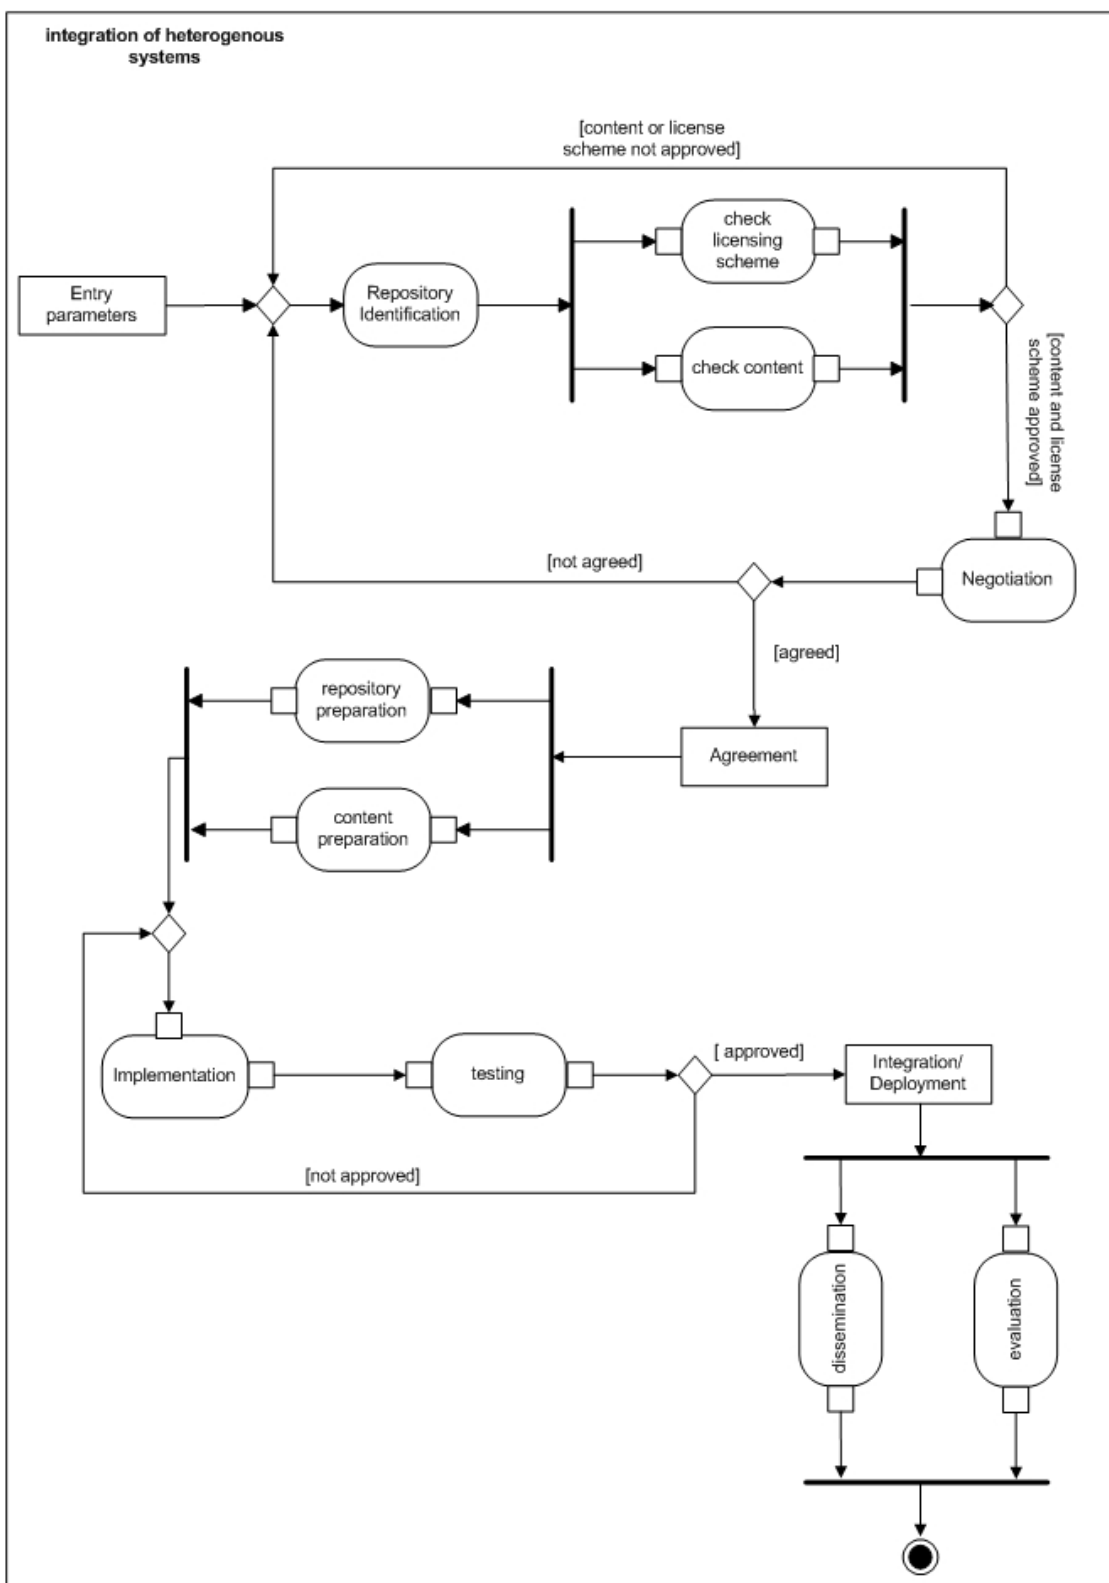 integration of heterogenous
systems
[content or license
scheme not approved]
check
licensing
scheme
Entry
parameters
Repository
Identification
check content
[content and license
scheme approved]
[not agreed]
Negotiation
[agreed]
repository
preparation
Agreement
content
preparation
Implementation
testing
[ approved]
Integration/
Deployment
[not approved]
dissemination
evaluation